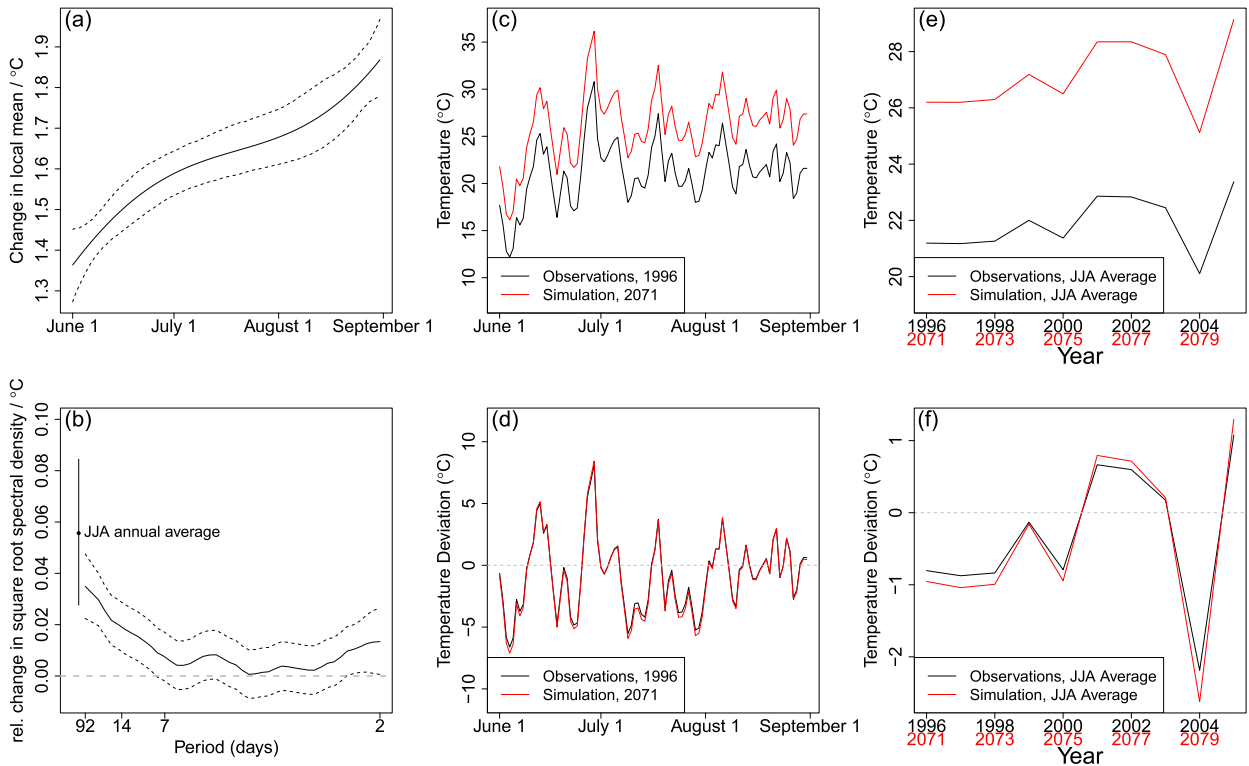 (a)
Change in local mean / °C
1.3 1.4 1.5 1.6 1.7 1.8 1.9
June 1 July 1 August 1 September 1
(c)
Temperature (°C)
10 15 20 25 30 35
Observations, 1996
Simulation, 2071
June 1 July 1 August 1 September 1
(e)
Temperature (°C)
20 22 24 26 28
Observations, JJA Average
Simulation, JJA Average
1996 1998 2000 2002 2004
2071 2073 2075 2077 2079
Year
(b)
rel. change in square root spectral density / °C
0.00 0.02 0.04 0.06 0.08 0.10
JJA annual average
92 14 7 2
Period (days)
(d)
Temperature Deviation (°C)
−10 −5 0 5 10
Observations, 1996
Simulation, 2071
June 1 July 1 August 1 September 1
(f)
Temperature Deviation (°C)
−2 −1 0 1
Observations, JJA Average
Simulation, JJA Average
1996 1998 2000 2002 2004
2071 2073 2075 2077 2079
Year